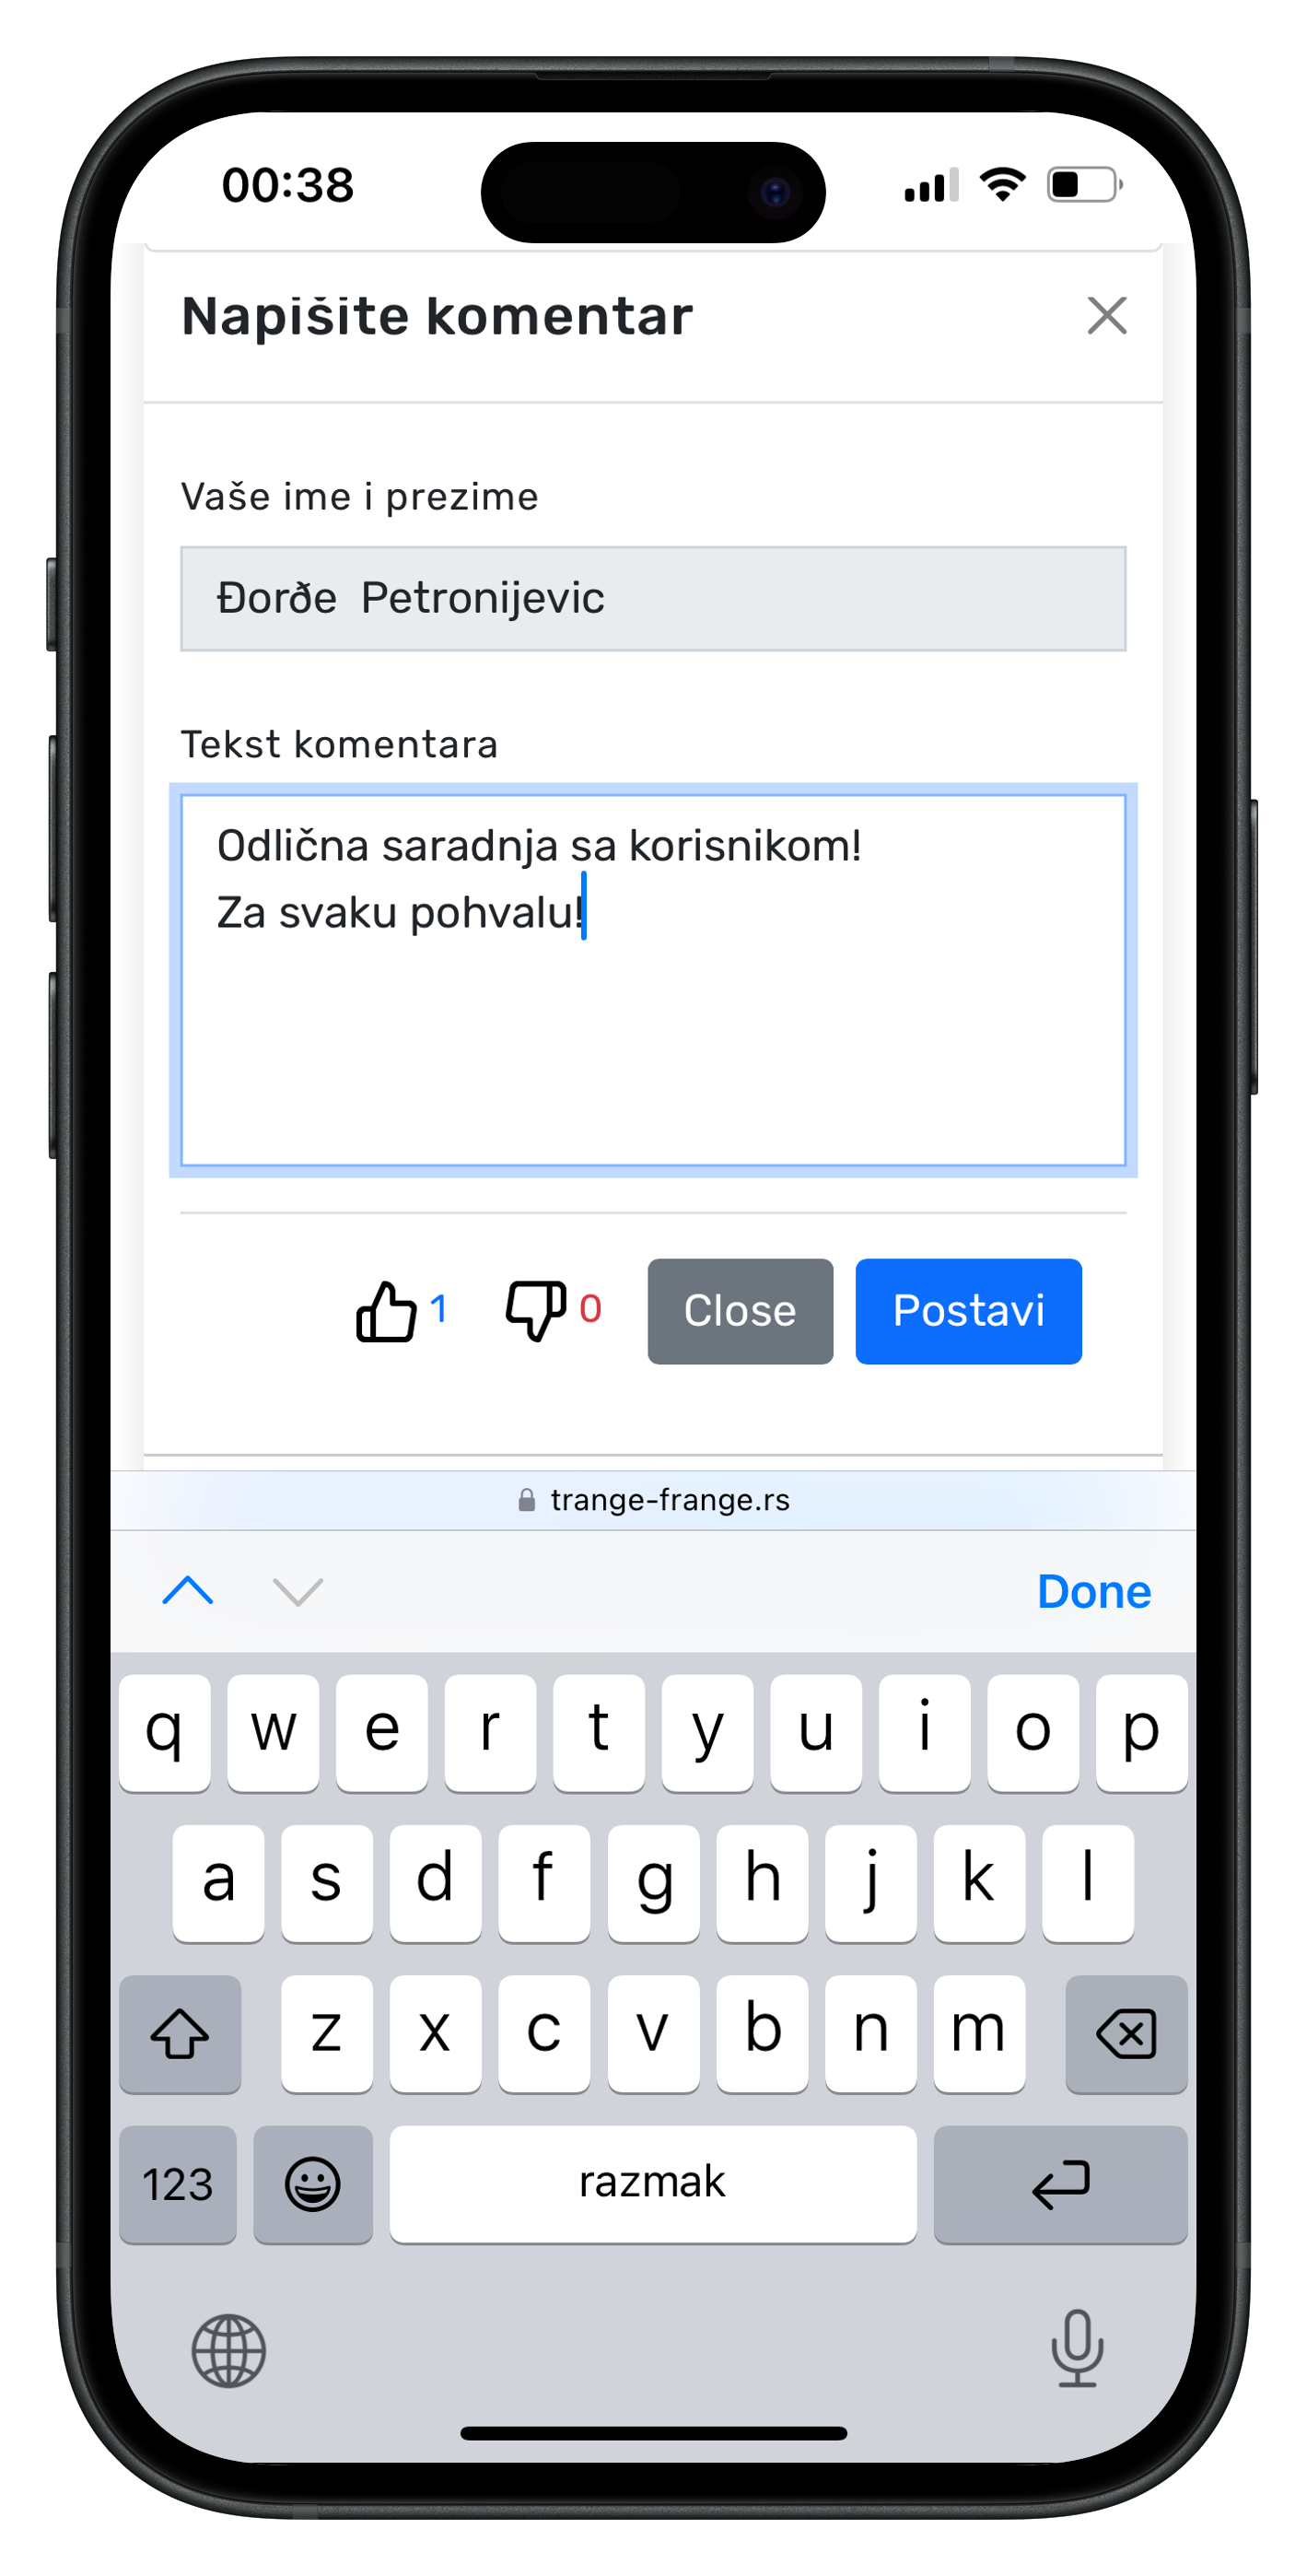 00:38
Napišite komentar
Vaše ime i prezime
Đorðe  Petronijevic
Tekst komentara
Odlična saradnja sa korisnikom!
Za svaku pohvalu!
1 0 Close Postavi
trange-frange.rs
Done
q w e r t y u i o p
a s d f g h j k l
z x c v b n m
123 razmak